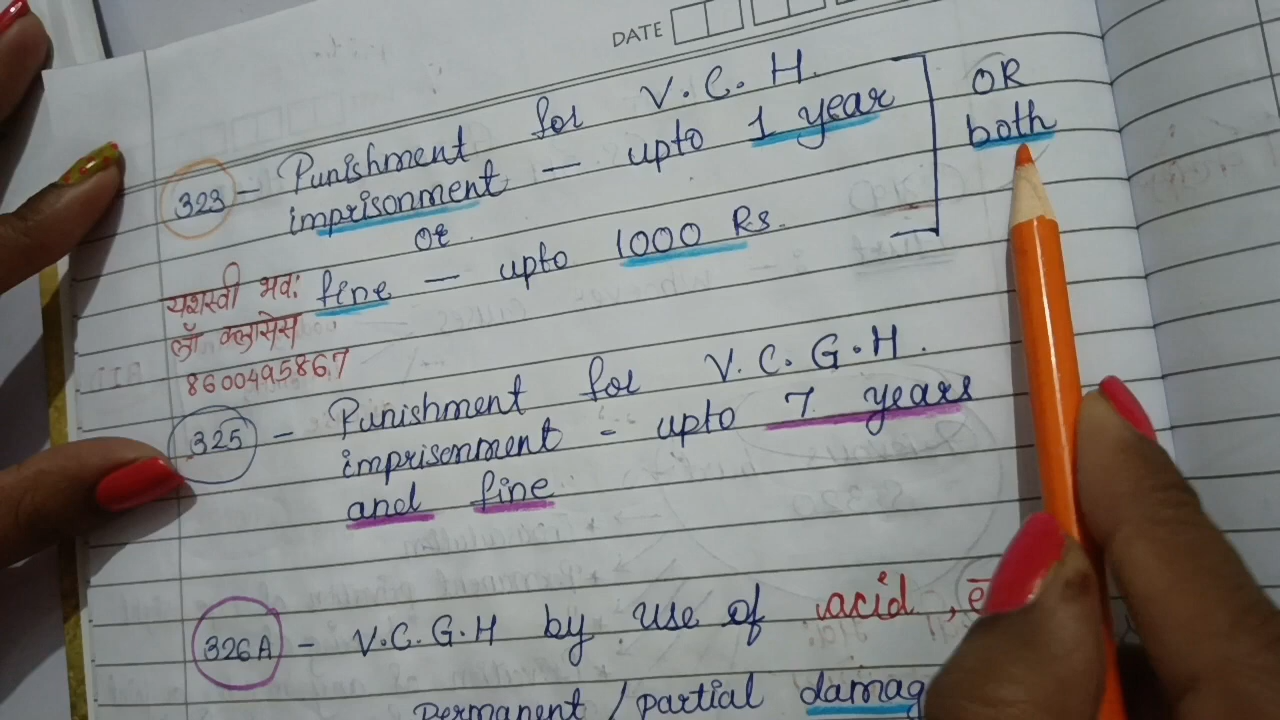 DATE
323 - Punishment for V.C.H.
imprisonment - upto 1 year
OR
both
or
यशस्वी भवः fine - upto 1000 Rs.
लॉ क्लासेस
8600495867
325 - Punishment for V.C.G.H.
imprisonment - upto 7 years
and fine
326A - V.C.G.H by use of acid,
Permanent / partial